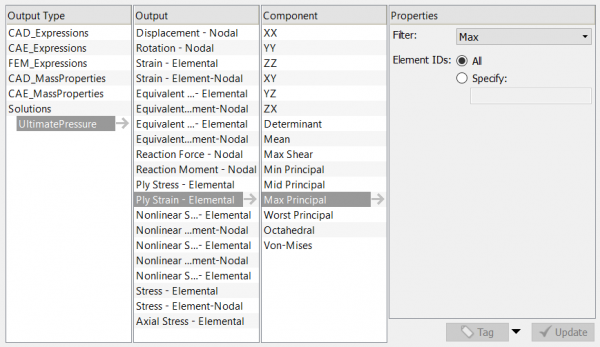 Output Type
CAD_Expressions
CAE_Expressions
FEM_Expressions
CAD_MassProperties
CAE_MassProperties
Solutions
UltimatePressure
Output
Displacement - Nodal
Rotation - Nodal
Strain - Elemental
Strain - Element-Nodal
Equivalent ...- Elemental
Equivalent...ment-Nodal
Equivalent ...- Elemental
Equivalent...ment-Nodal
Reaction Force - Nodal
Reaction Moment - Nodal
Ply Stress - Elemental
Ply Strain - Elemental
Nonlinear S...- Elemental
Nonlinear ...ment-Nodal
Nonlinear S...- Elemental
Nonlinear ...ment-Nodal
Nonlinear S...- Elemental
Stress - Elemental
Stress - Element-Nodal
Axial Stress - Elemental
Component
XX
YY
ZZ
XY
YZ
ZX
Determinant
Mean
Max Shear
Min Principal
Mid Principal
Max Principal
Worst Principal
Octahedral
Von-Mises
Properties
Filter: Max
Element IDs: All
Specify:
Tag
Update